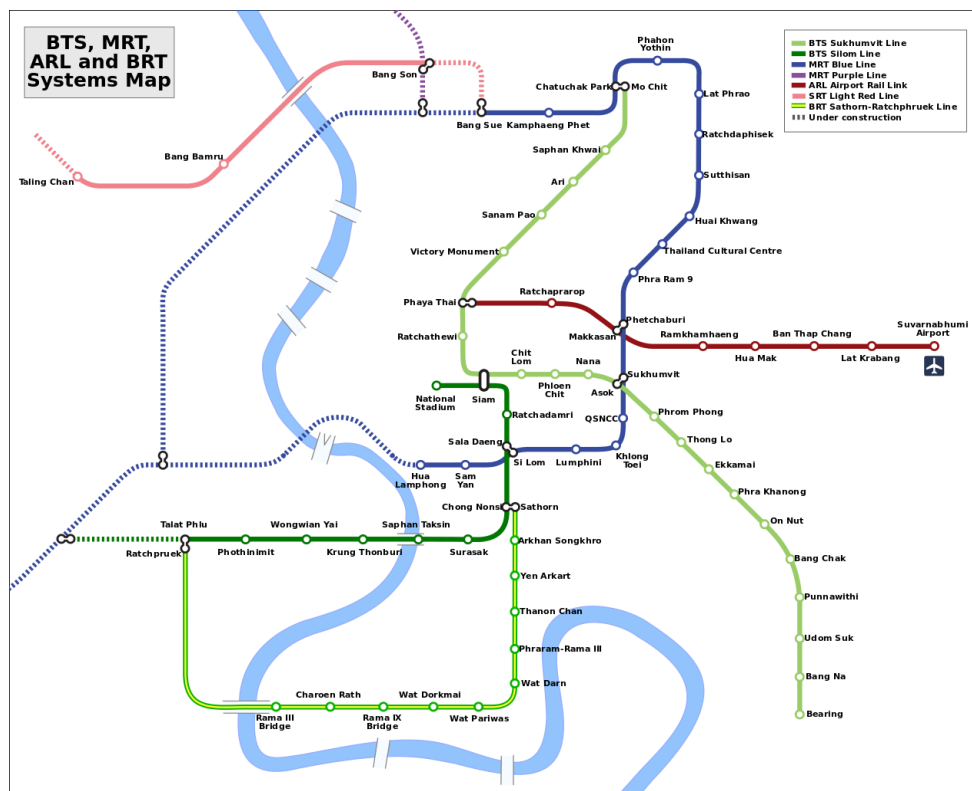 BTS, MRT,
ARL and BRT
Systems Map
BTS Sukhumvit Line
BTS Silom Line
MRT Blue Line
MRT Purple Line
ARL Airport Rail Link
SRT Light Red Line
BRT Sathorn-Ratchphruek Line
Under construction
Phahon
Yothin
Bang Son
Chatuchak Park
Mo Chit
Lat Phrao
Bang Sue
Kamphaeng Phet
Ratchdaphisek
Saphan Khwai
Bang Bamru
Taling Chan
Ari
Sutthisan
Sanam Pao
Huai Khwang
Victory Monument
Thailand Cultural Centre
Phra Ram 9
Ratchaprarop
Phaya Thai
Phetchaburi
Makkasan
Ramkhamhaeng
Hua Mak
Ban Thap Chang
Lat Krabang
Suvarnabhumi
Airport
Ratchathewi
Chit
Lom
Nana
Phloen
Chit
Sukhumvit
Asok
National
Stadium
Siam
Ratchadamri
QSNCC
Phrom Phong
Sala Daeng
Si Lom
Lumphini
Khlong
Toei
Thong Lo
Hua
Lamphong
Sam
Yan
Ekkamai
Phra Khanong
Chong Nonsi
Sathorn
On Nut
Talat Phlu
Wongwian Yai
Saphan Taksin
Ratchpruek
Phothinimit
Krung Thonburi
Surasak
Arkhan Songkhro
Bang Chak
Yen Arkart
Punnawithi
Thanon Chan
Udom Suk
Phraram-Rama III
Bang Na
Wat Darn
Charoen Rath
Wat Dorkmai
Rama III
Bridge
Rama IX
Bridge
Wat Pariwas
Bearing